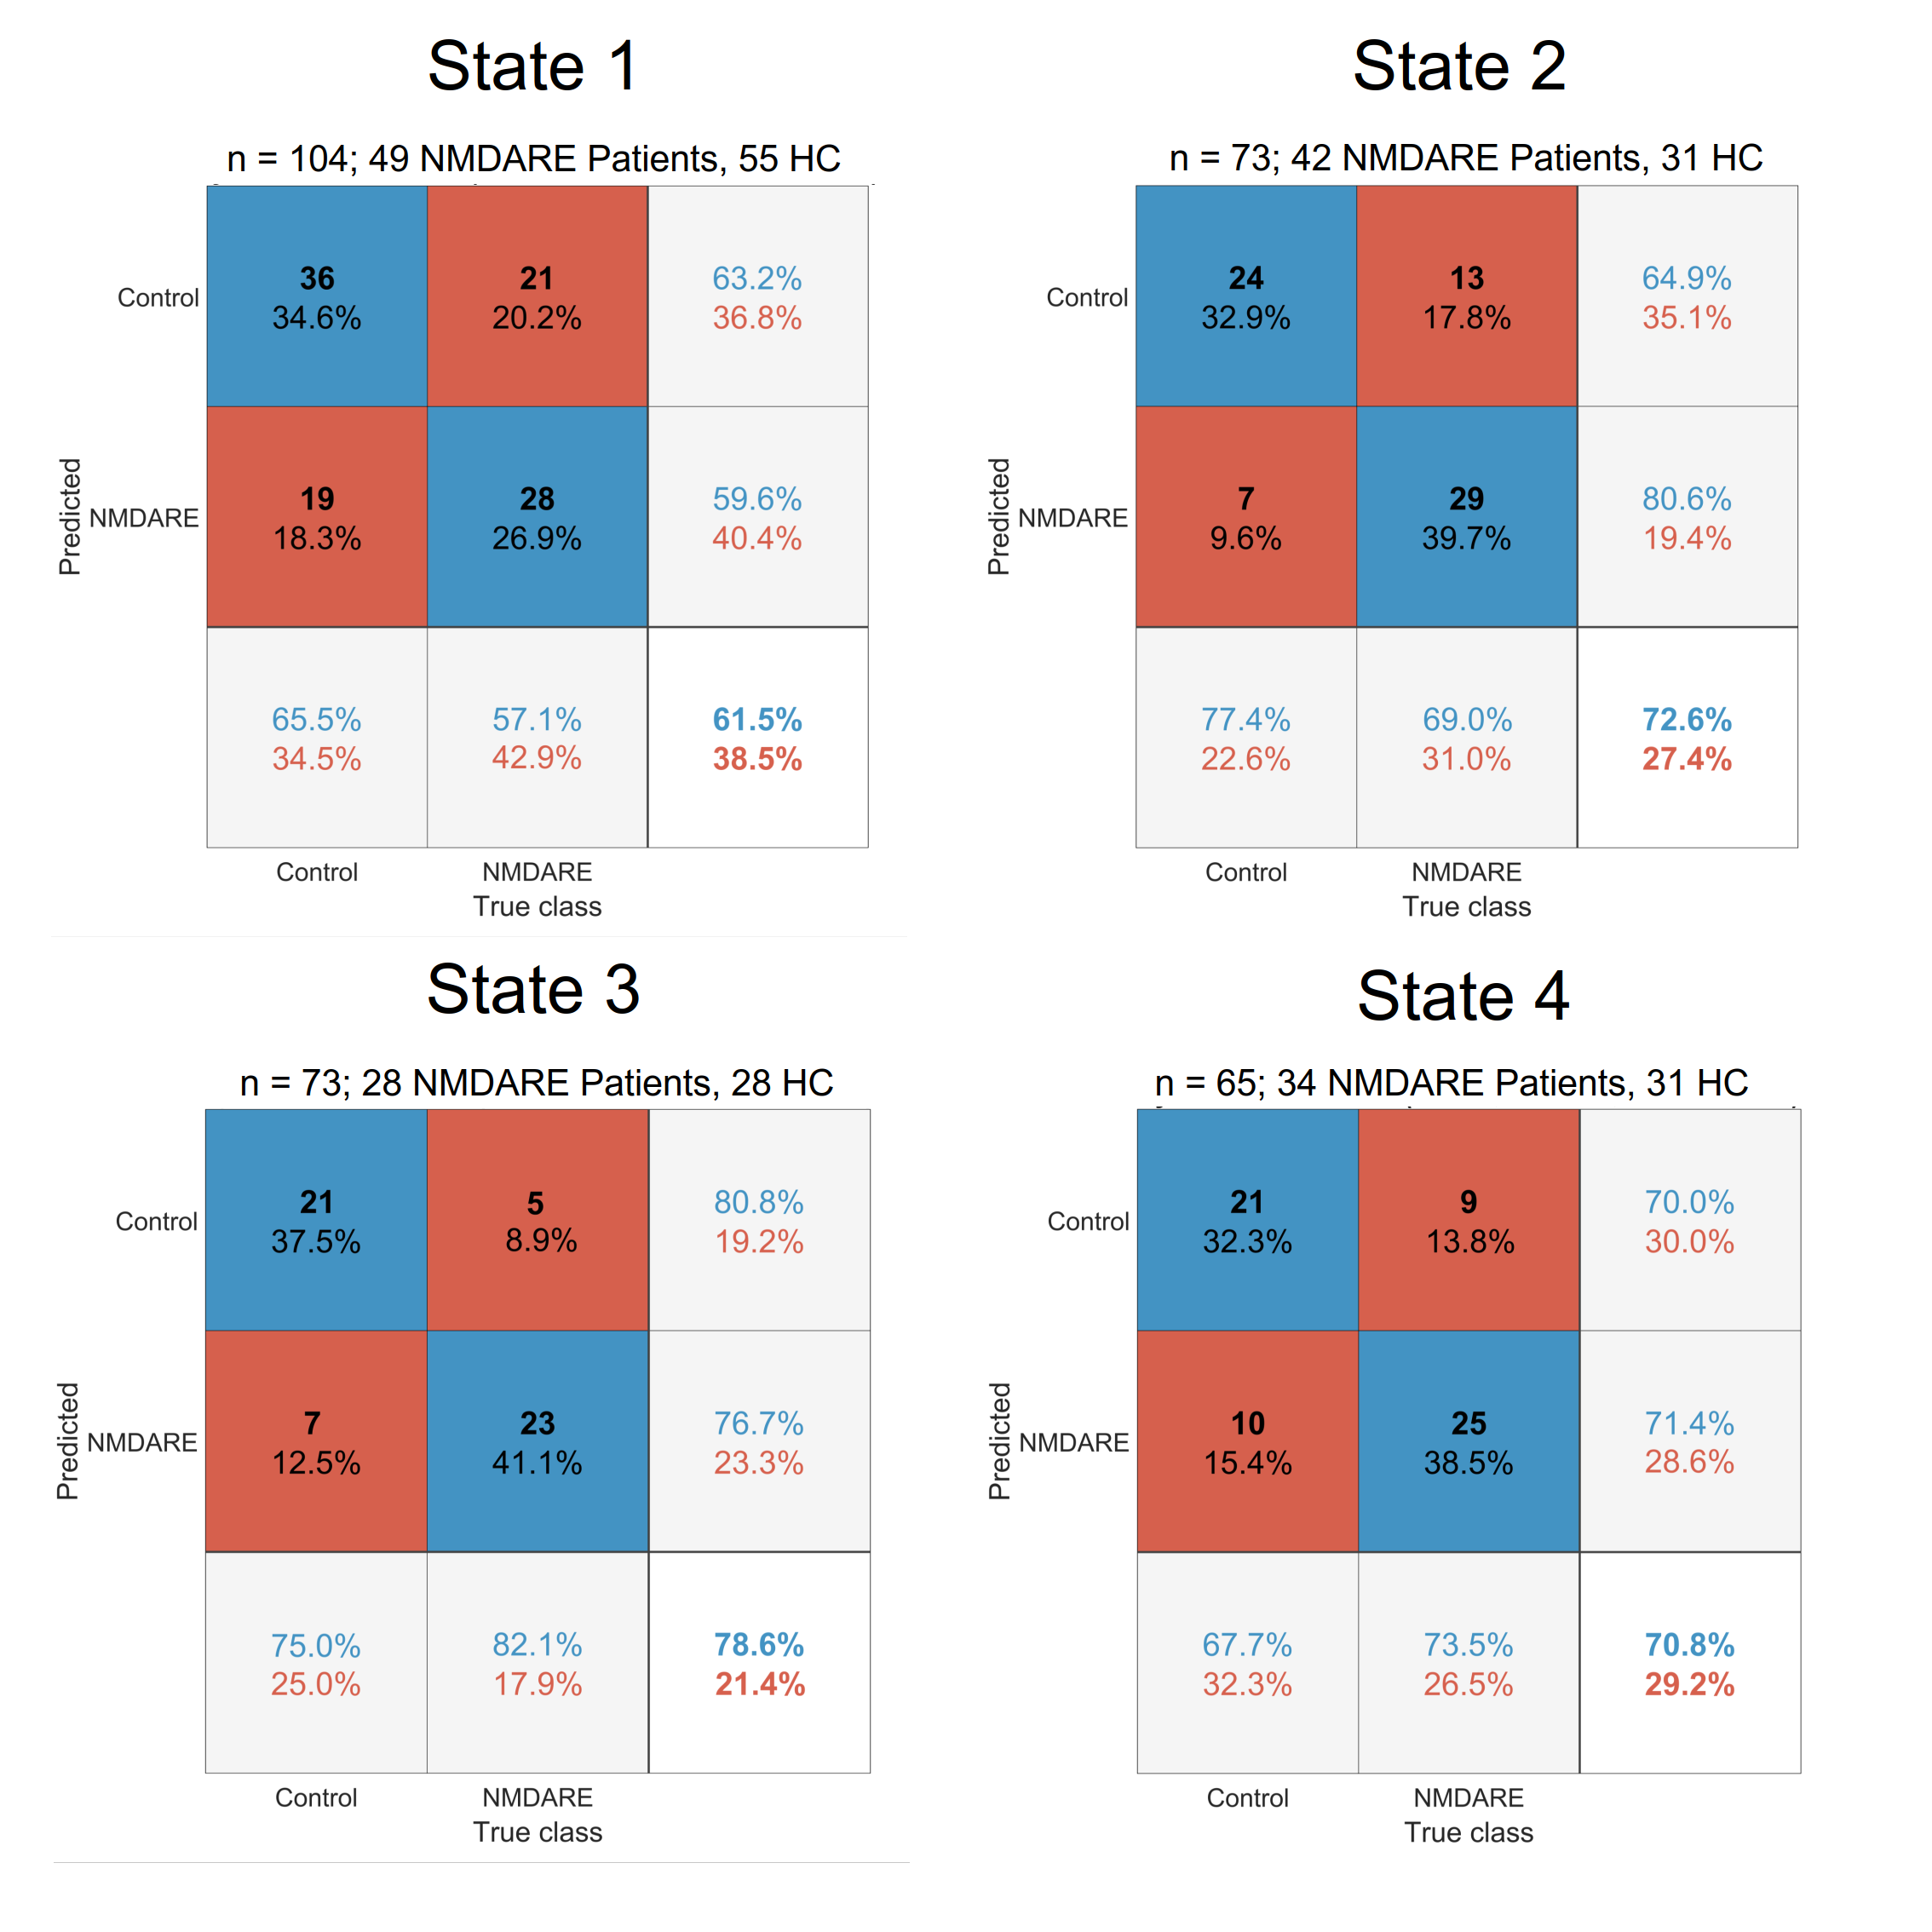 State 1
n = 104; 49 NMDARE Patients, 55 HC
Control
36
34.6%
21
20.2%
63.2%
36.8%
Predicted
NMDARE
19
18.3%
28
26.9%
59.6%
40.4%
65.5%
34.5%
57.1%
42.9%
61.5%
38.5%
Control
NMDARE
True class
State 2
n = 73; 42 NMDARE Patients, 31 HC
Control
24
32.9%
13
17.8%
64.9%
35.1%
Predicted
NMDARE
7
9.6%
29
39.7%
80.6%
19.4%
77.4%
22.6%
69.0%
31.0%
72.6%
27.4%
Control
NMDARE
True class
State 3
n = 73; 28 NMDARE Patients, 28 HC
Control
21
37.5%
5
8.9%
80.8%
19.2%
Predicted
NMDARE
7
12.5%
23
41.1%
76.7%
23.3%
75.0%
25.0%
82.1%
17.9%
78.6%
21.4%
Control
NMDARE
True class
State 4
n = 65; 34 NMDARE Patients, 31 HC
Control
21
32.3%
9
13.8%
70.0%
30.0%
Predicted
NMDARE
10
15.4%
25
38.5%
71.4%
28.6%
67.7%
32.3%
73.5%
26.5%
70.8%
29.2%
Control
NMDARE
True class